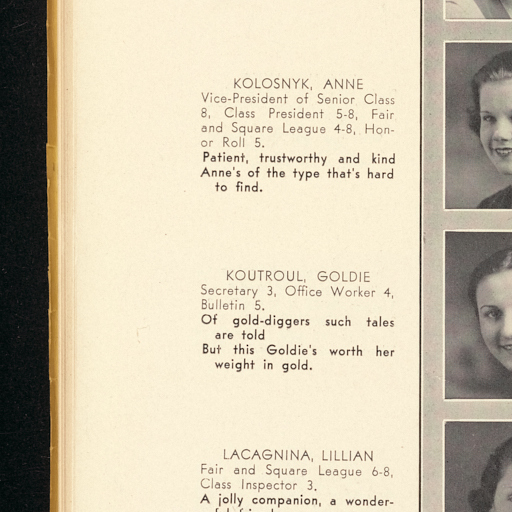 KOLOSNYK, ANNE
Vice-President of Senior Class
8, Class President 5-8, Fair
and Square League 4-8, Hon-
or Roll 5.
Patient, trustworthy and kind
Anne's of the type that's hard
to find.
KOUTROUL, GOLDIE
Secretary 3, Office Worker 4,
Bulletin 5.
Of gold-diggers such tales
are told
But this Goldie's worth her
weight in gold.
LACAGNINA, LILLIAN
Fair and Square League 6-8,
Class Inspector 3.
A jolly companion, a wonder-